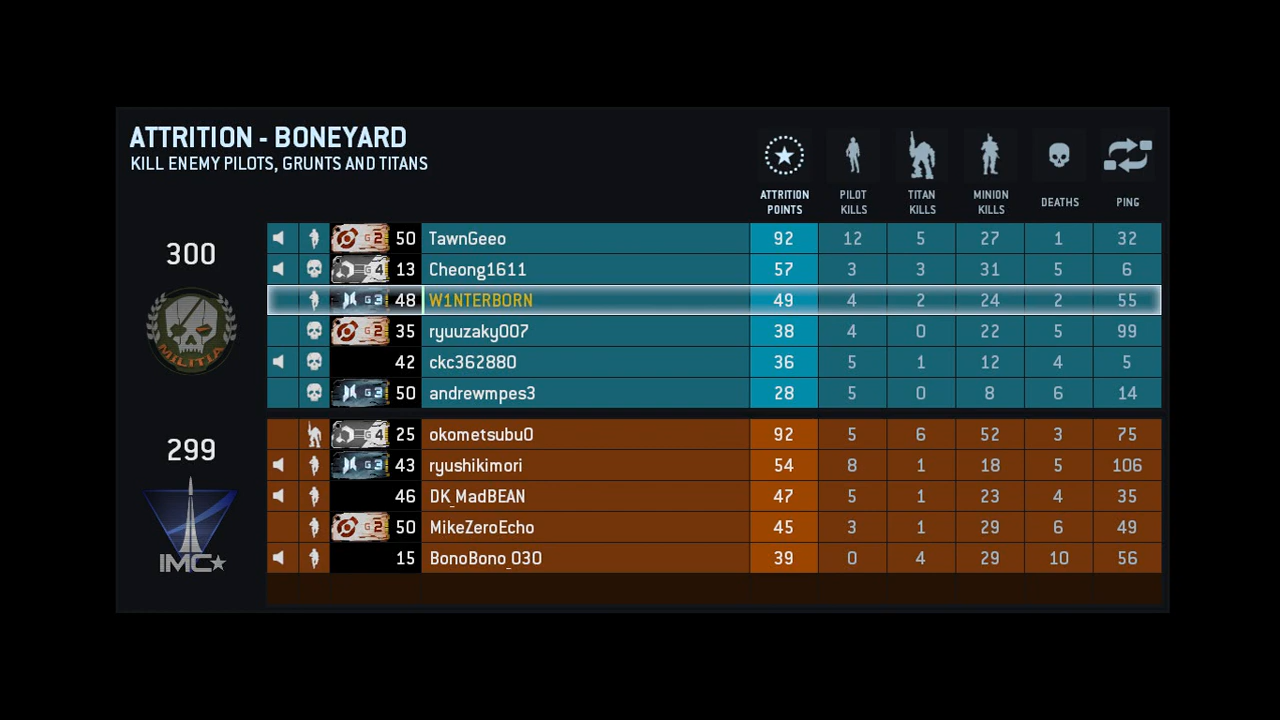 ATTRITION - BONEYARD
KILL ENEMY PILOTS, GRUNTS AND TITANS
ATTRITION POINTS PILOT KILLS TITAN KILLS MINION KILLS DEATHS PING
300
MILITIA
G2 50 TawnGeeo 92 12 5 27 1 32
G4 13 Cheong1611 57 3 3 31 5 6
G3 48 W1NTERBORN 49 4 2 24 2 55
G2 35 ryuuzaky007 38 4 0 22 5 99
42 ckc362880 36 5 1 12 4 5
G3 50 andrewmpes3 28 5 0 8 6 14
299
IMC
G4 25 okometsubu0 92 5 6 52 3 75
G3 43 ryushikimori 54 8 1 18 5 106
46 DK_MadBEAN 47 5 1 23 4 35
G2 50 MikeZeroEcho 45 3 1 29 6 49
15 BonoBono_030 39 0 4 29 10 56